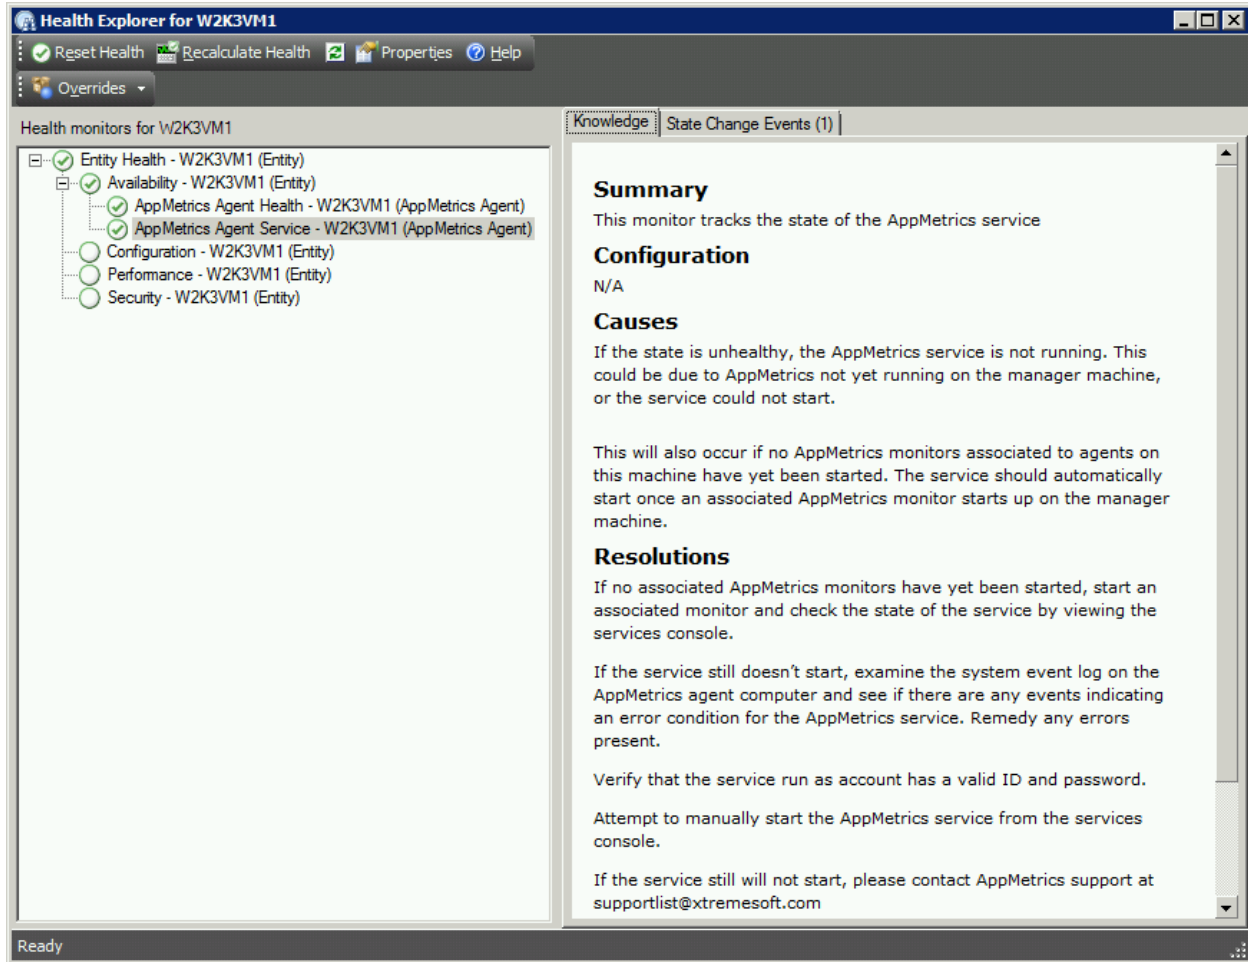 Health Explorer for W2K3VM1
Reset Health Recalculate Health Properties Help
Overrides
Health monitors for W2K3VM1
Entity Health - W2K3VM1 (Entity)
Availability - W2K3VM1 (Entity)
AppMetrics Agent Health - W2K3VM1 (AppMetrics Agent)
AppMetrics Agent Service - W2K3VM1 (AppMetrics Agent)
Configuration - W2K3VM1 (Entity)
Performance - W2K3VM1 (Entity)
Security - W2K3VM1 (Entity)
Knowledge State Change Events (1)
Summary
This monitor tracks the state of the AppMetrics service
Configuration
N/A
Causes
If the state is unhealthy, the AppMetrics service is not running. This
could be due to AppMetrics not yet running on the manager machine,
or the service could not start.
This will also occur if no AppMetrics monitors associated to agents on
this machine have yet been started. The service should automatically
start once an associated AppMetrics monitor starts up on the manager
machine.
Resolutions
If no associated AppMetrics monitors have yet been started, start an
associated monitor and check the state of the service by viewing the
services console.
If the service still doesn’t start, examine the system event log on the
AppMetrics agent computer and see if there are any events indicating
an error condition for the AppMetrics service. Remedy any errors
present.
Verify that the service run as account has a valid ID and password.
Attempt to manually start the AppMetrics service from the services
console.
If the service still will not start, please contact AppMetrics support at
supportlist@xtremesoft.com
Ready